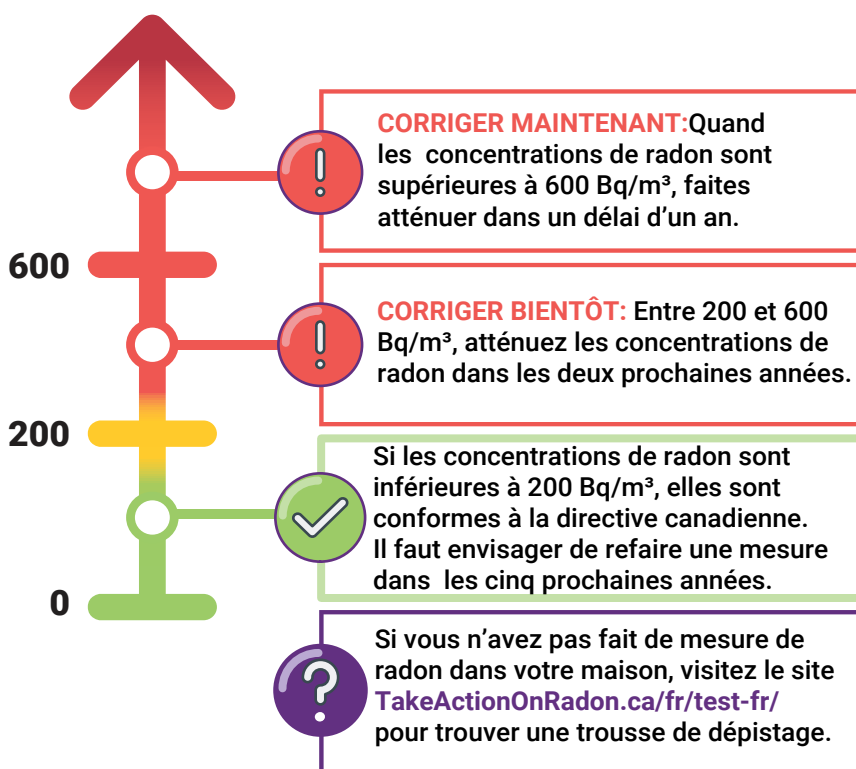 CORRIGER MAINTENANT:Quand
les concentrations de radon sont
supérieures à 600 Bq/m³, faites
atténuer dans un délai d'un an.
600
CORRIGER BIENTÔT: Entre 200 et 600
Bq/m³, atténuez les concentrations de
radon dans les deux prochaines années.
200
Si les concentrations de radon sont
inférieures à 200 Bq/m³, elles sont
conformes à la directive canadienne.
Il faut envisager de refaire une mesure
dans les cinq prochaines années.
0
Si vous n'avez pas fait de mesure de
radon dans votre maison, visitez le site
TakeActionOnRadon.ca/fr/test-fr/
pour trouver une trousse de dépistage.